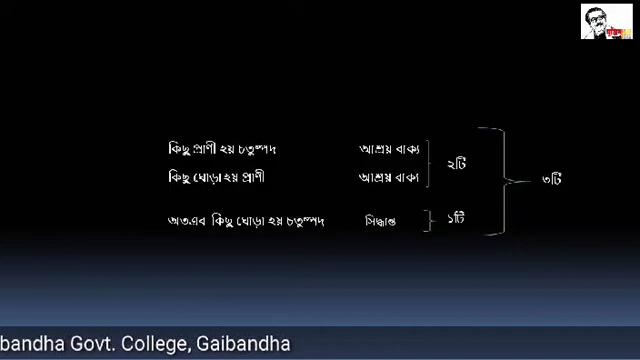 কিছু প্রাণী হয় চতুষ্পদ আশ্রয় বাক্য
২টি
কিছু ঘোড়া হয় প্রাণী আশ্রয় বাক্য
৩টি
অতএব কিছু ঘোড়া হয় চতুষ্পদ সিদ্ধান্ত ১টি
bandha Govt. College, Gaibandha